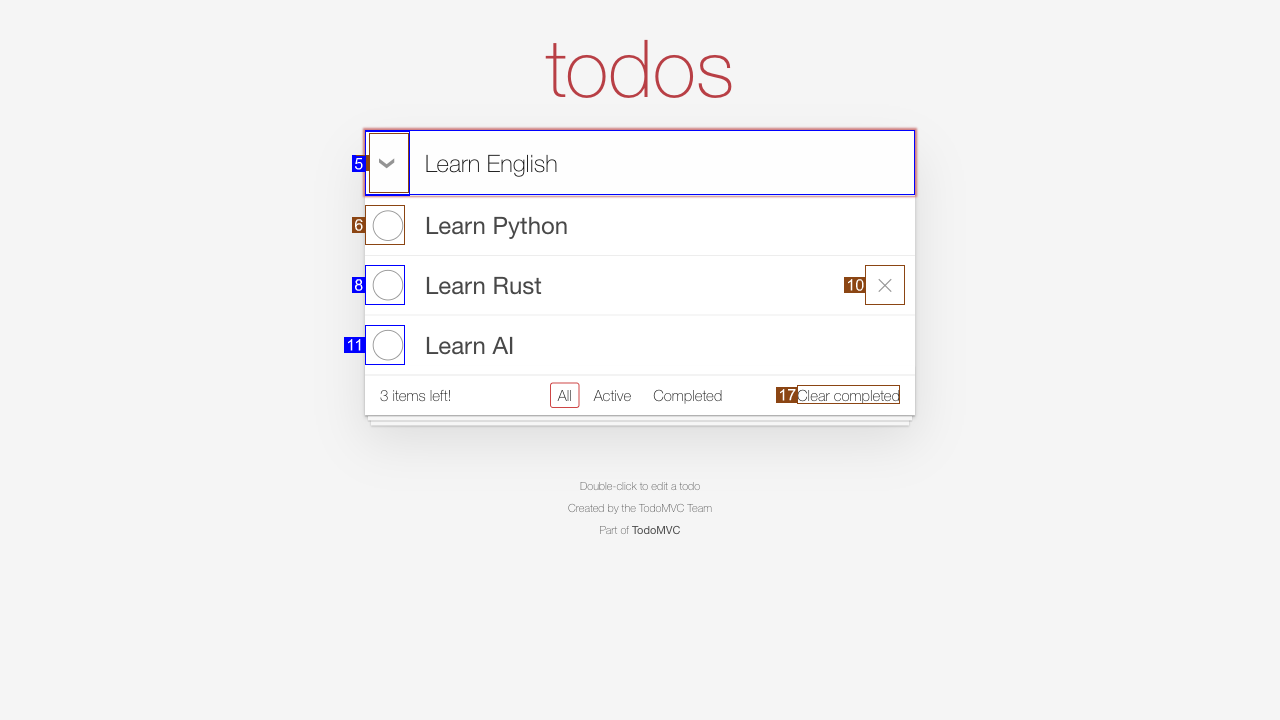 todos
5 Learn English
6 Learn Python
8 Learn Rust 10
11 Learn AI
3 items left! All Active Completed 17 Clear completed
Double-click to edit a todo
Created by the TodoMVC Team
Part of TodoMVC